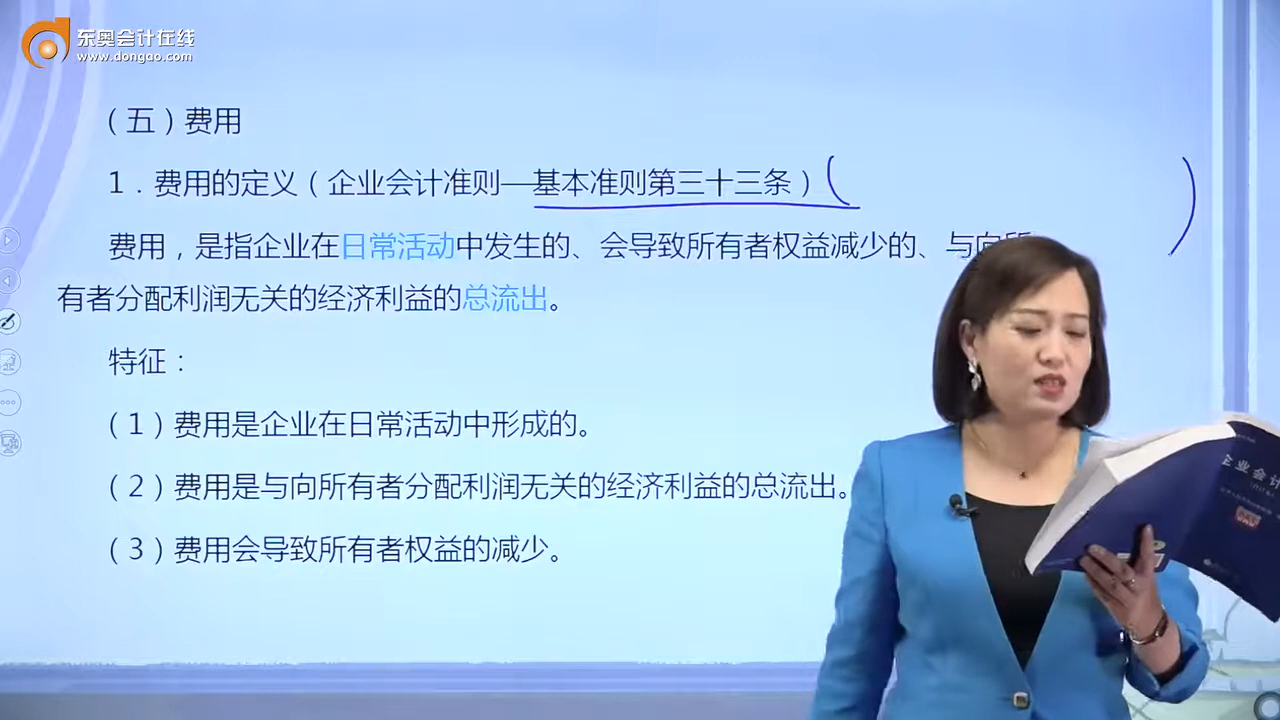 东奥会计在线
www.dongao.com
（五）费用
1．费用的定义（企业会计准则—基本准则第三十三条）
费用，是指企业在日常活动中发生的、会导致所有者权益减少的、与向所
有者分配利润无关的经济利益的总流出。
特征：
（1）费用是企业在日常活动中形成的。
（2）费用是与向所有者分配利润无关的经济利益的总流出。
（3）费用会导致所有者权益的减少。
企业会计